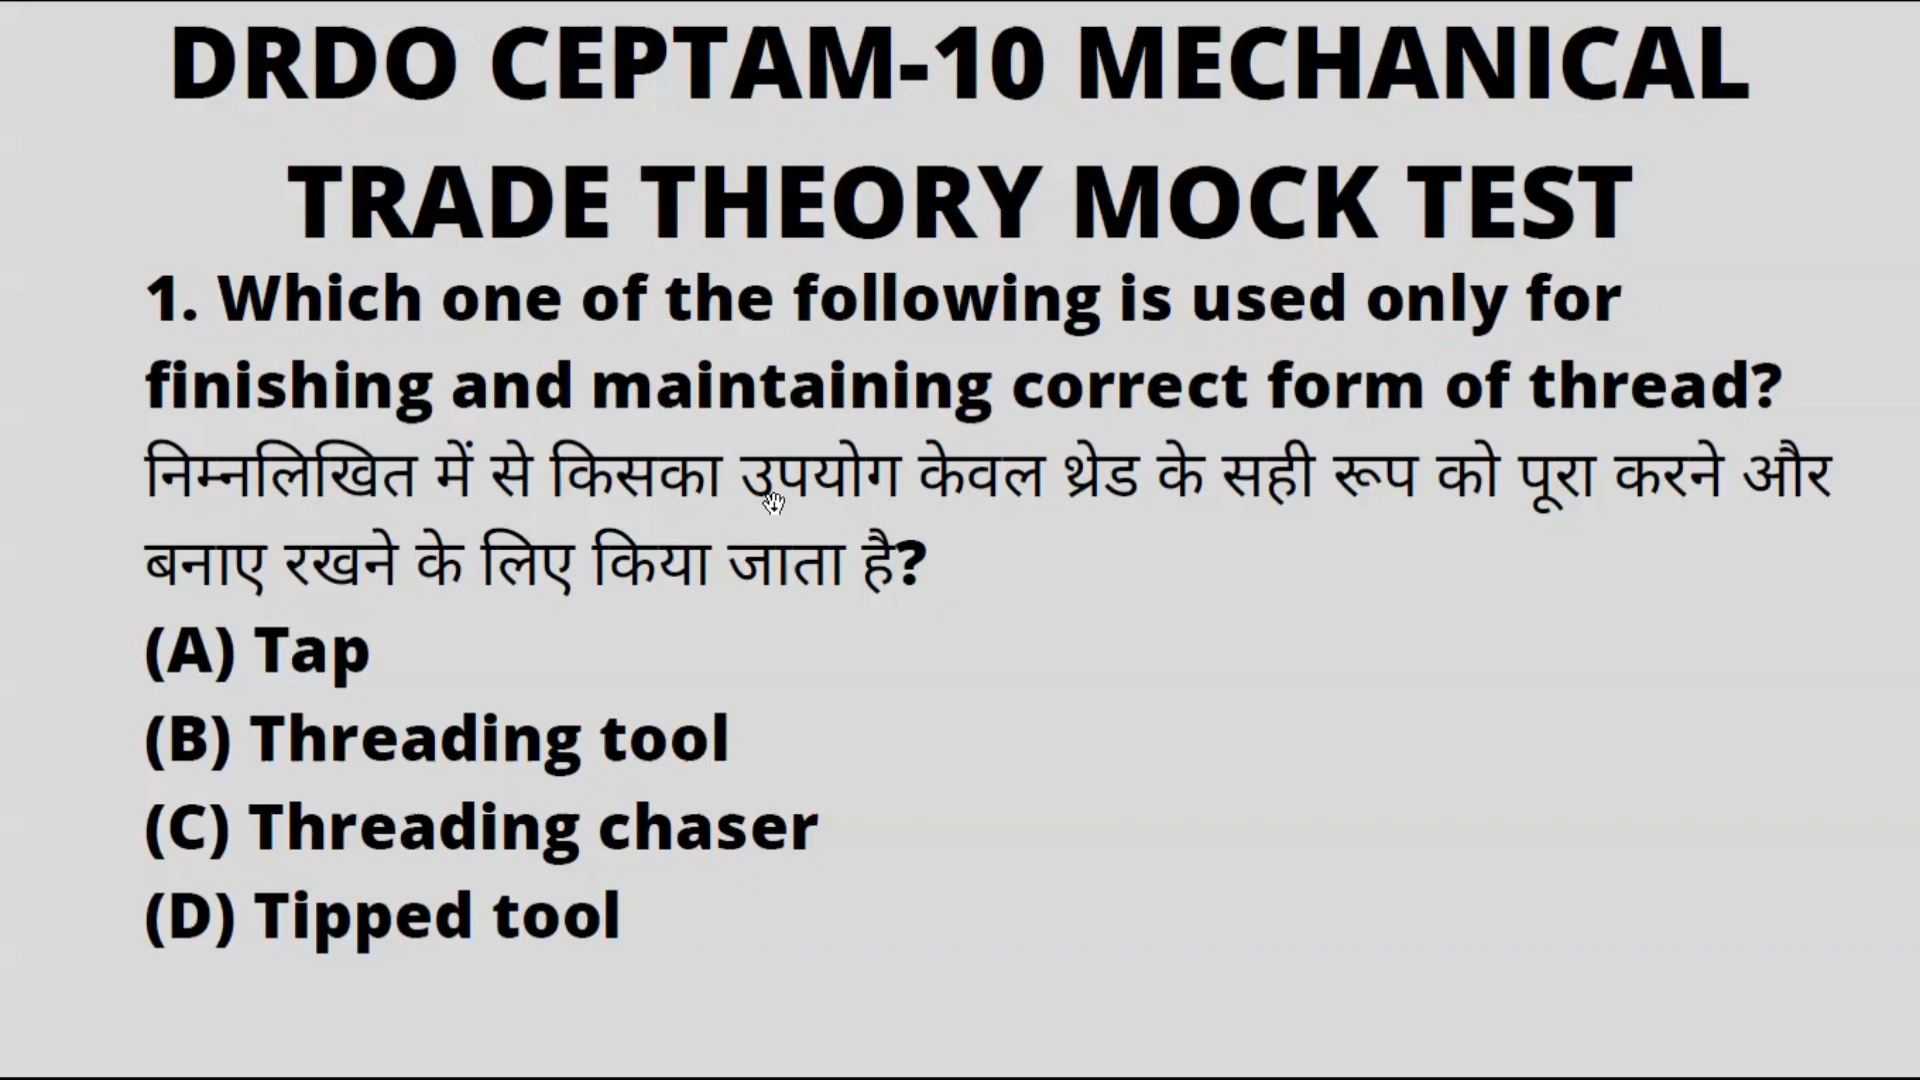 DRDO CEPTAM-10 MECHANICAL
TRADE THEORY MOCK TEST
1. Which one of the following is used only for
finishing and maintaining correct form of thread?
निम्नलिखित में से किसका उपयोग केवल थ्रेड के सही रूप को पूरा करने और
बनाए रखने के लिए किया जाता है?
(A) Tap
(B) Threading tool
(C) Threading chaser
(D) Tipped tool